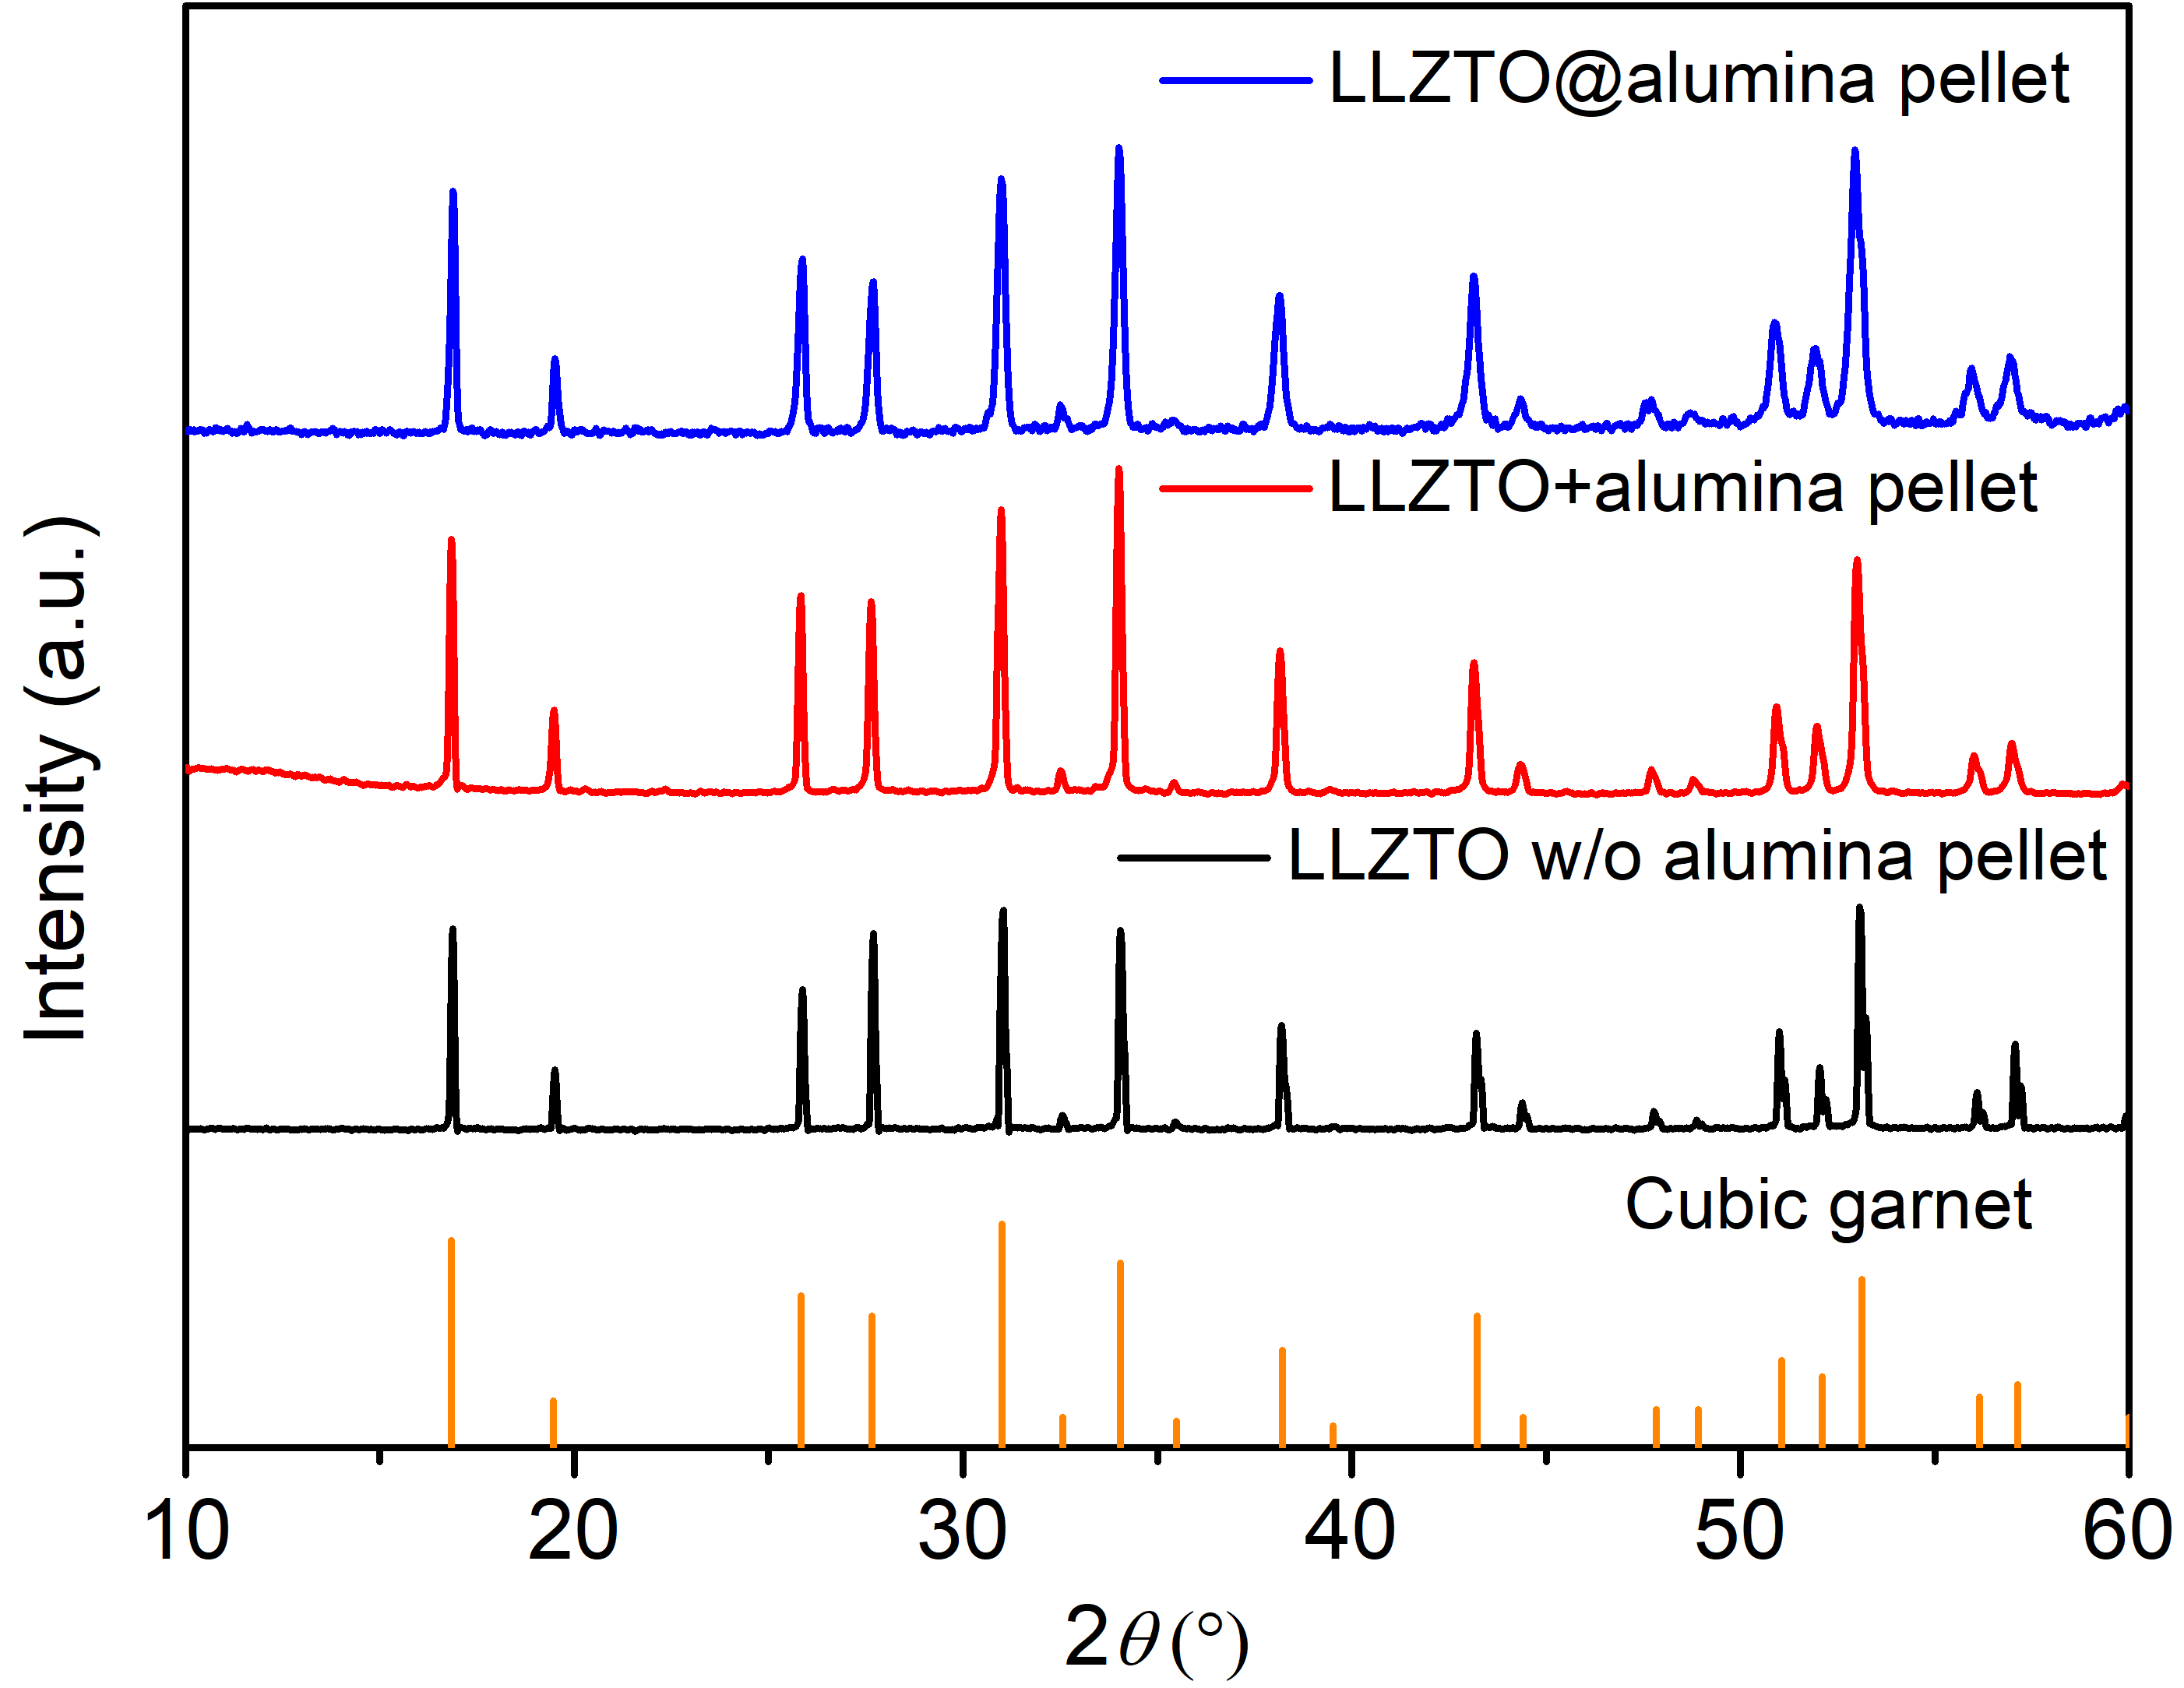 LLZTO@alumina pellet
LLZTO+alumina pellet
LLZTO w/o alumina pellet
Cubic garnet
Intensity (a.u.)
10 20 30 40 50 60
2θ(°)